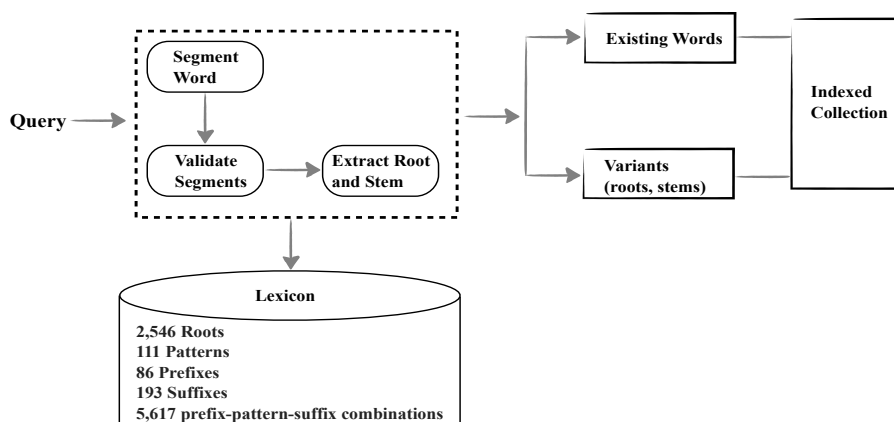 Query
Segment
Word
Validate
Segments
Extract Root
and Stem
Existing Words
Variants
(roots, stems)
Indexed
Collection
Lexicon
2,546 Roots
111 Patterns
86 Prefixes
193 Suffixes
5,617 prefix-pattern-suffix combinations